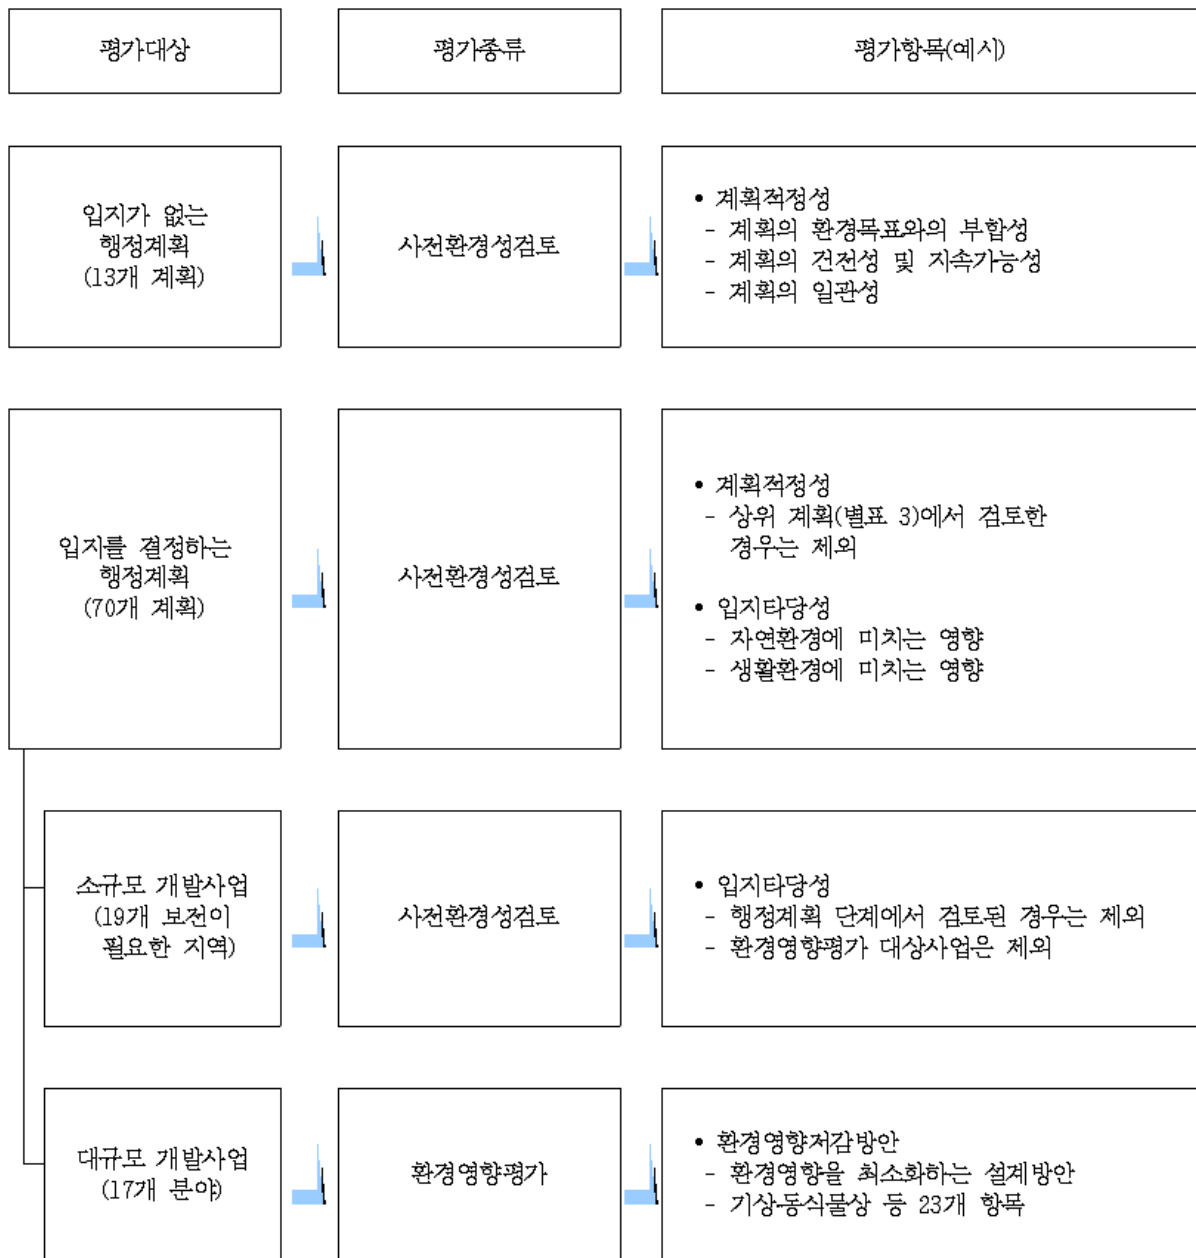 평가대상
평가종류
평가항목(예시)
입지가 없는
행정계획
(13개 계획)
사전환경성검토
• 계획적정성
- 계획의 환경목표와의 부합성
- 계획의 건전성 및 지속가능성
- 계획의 일관성
입지를 결정하는
행정계획
(70개 계획)
사전환경성검토
• 계획적정성
- 상위 계획(별표 3)에서 검토한
경우는 제외
• 입지타당성
- 자연환경에 미치는 영향
- 생활환경에 미치는 영향
소규모 개발사업
(19개 보전이
필요한 지역)
사전환경성검토
• 입지타당성
- 행정계획 단계에서 검토된 경우는 제외
- 환경영향평가 대상사업은 제외
대규모 개발사업
(17개 분야)
환경영향평가
• 환경영향저감방안
- 환경영향을 최소화하는 설계방안
- 기상·동식물상 등 23개 항목